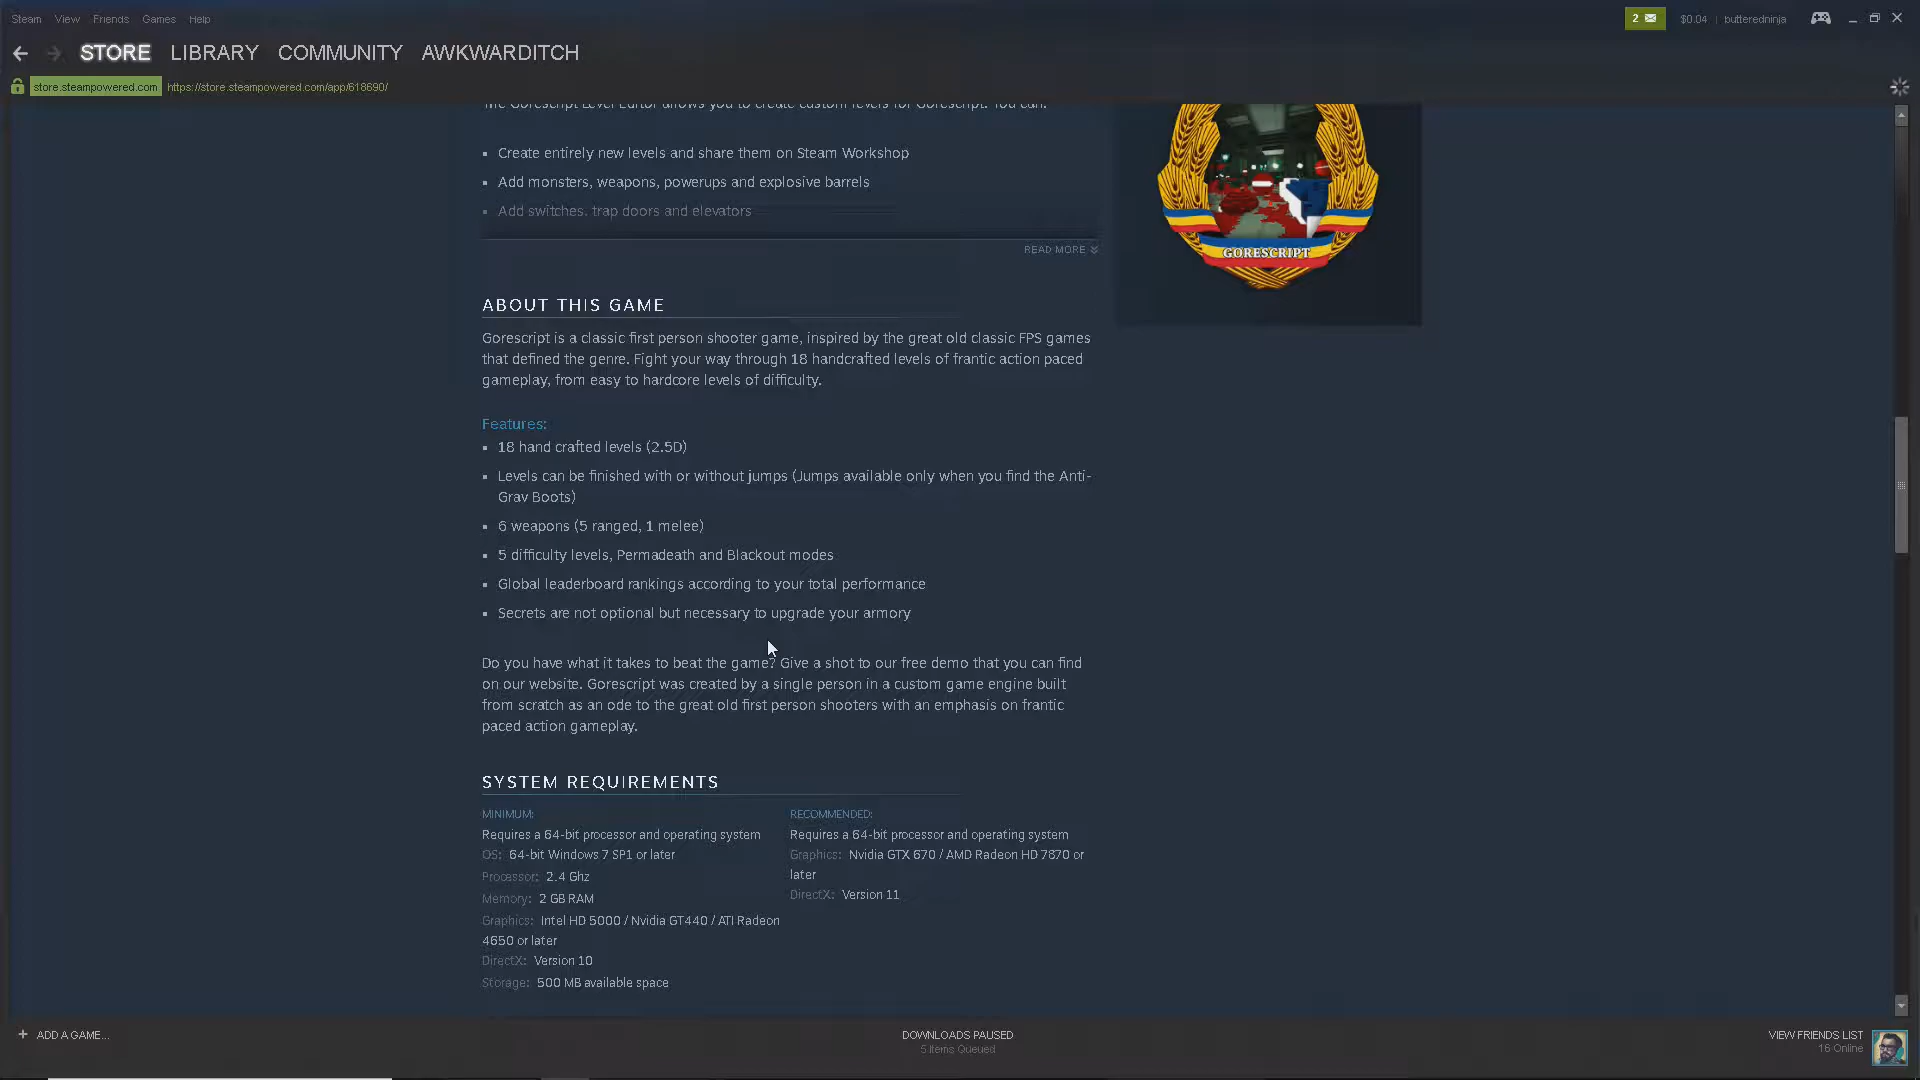 Steam View Friends Games Help
2 $0.04 | butteredninja
STORE LIBRARY COMMUNITY AWKWARDITCH
store.steampowered.com https://store.steampowered.com/app/618690/
The Gorescript Level Editor allows you to create custom levels for Gorescript. You can:
Create entirely new levels and share them on Steam Workshop
Add monsters, weapons, powerups and explosive barrels
Add switches, trap doors and elevators
READ MORE
GORESCRIPT
ABOUT THIS GAME
Gorescript is a classic first person shooter game, inspired by the great old classic FPS games
that defined the genre. Fight your way through 18 handcrafted levels of frantic action paced
gameplay, from easy to hardcore levels of difficulty.
Features:
18 hand crafted levels (2.5D)
Levels can be finished with or without jumps (Jumps available only when you find the Anti-
Grav Boots)
6 weapons (5 ranged, 1 melee)
5 difficulty levels, Permadeath and Blackout modes
Global leaderboard rankings according to your total performance
Secrets are not optional but necessary to upgrade your armory
Do you have what it takes to beat the game? Give a shot to our free demo that you can find
on our website. Gorescript was created by a single person in a custom game engine built
from scratch as an ode to the great old first person shooters with an emphasis on frantic
paced action gameplay.
SYSTEM REQUIREMENTS
MINIMUM:
Requires a 64-bit processor and operating system
OS: 64-bit Windows 7 SP1 or later
Processor: 2.4 Ghz
Memory: 2 GB RAM
Graphics: Intel HD 5000 / Nvidia GT440 / ATI Radeon
4650 or later
DirectX: Version 10
Storage: 500 MB available space
RECOMMENDED:
Requires a 64-bit processor and operating system
Graphics: Nvidia GTX 670 / AMD Radeon HD 7870 or
later
DirectX: Version 11
+ ADD A GAME...
DOWNLOADS PAUSED
5 Items Queued
VIEW FRIENDS LIST
16 Online